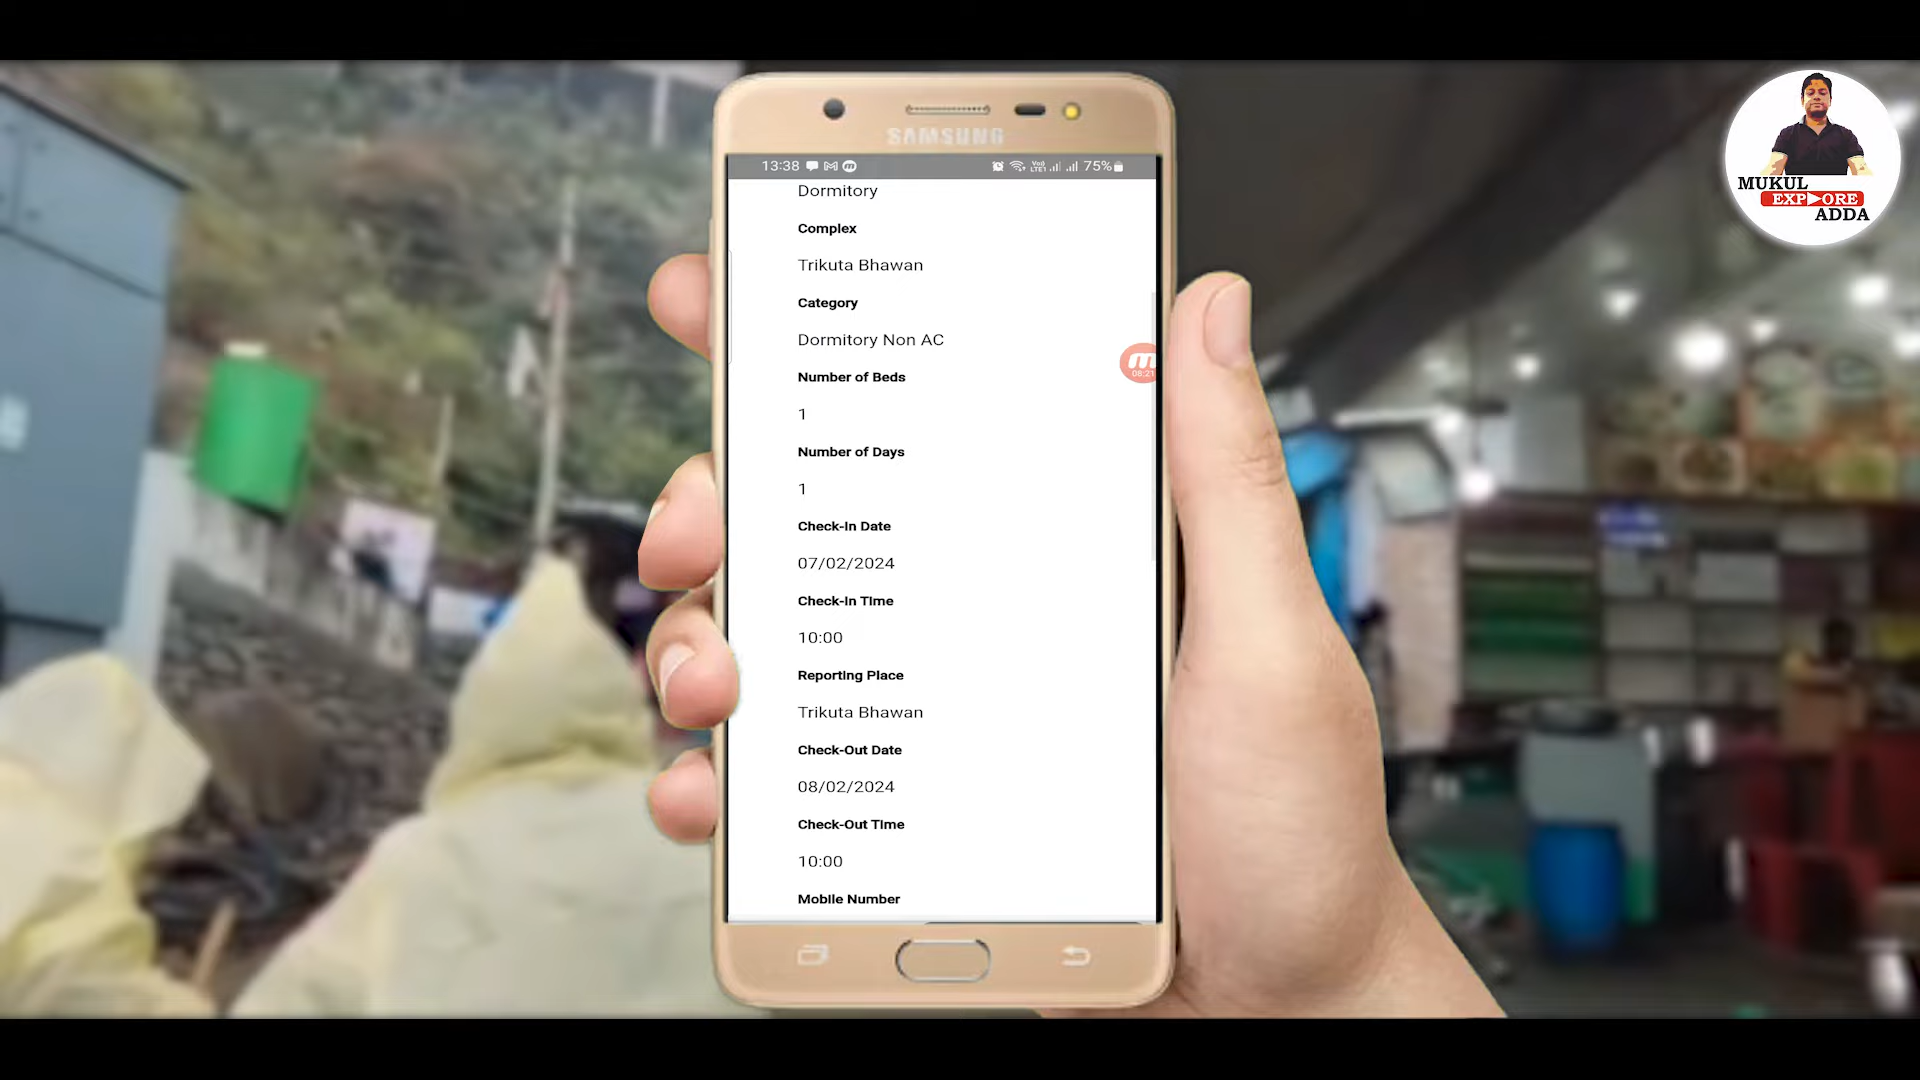 MUKUL
EXPLORE
ADDA
SAMSUNG
13:38
75%
Dormitory
Complex
Trikuta Bhawan
Category
Dormitory Non AC
Number of Beds
1
Number of Days
1
Check-In Date
07/02/2024
Check-In Time
10:00
Reporting Place
Trikuta Bhawan
Check-Out Date
08/02/2024
Check-Out Time
10:00
Mobile Number
m
08:21